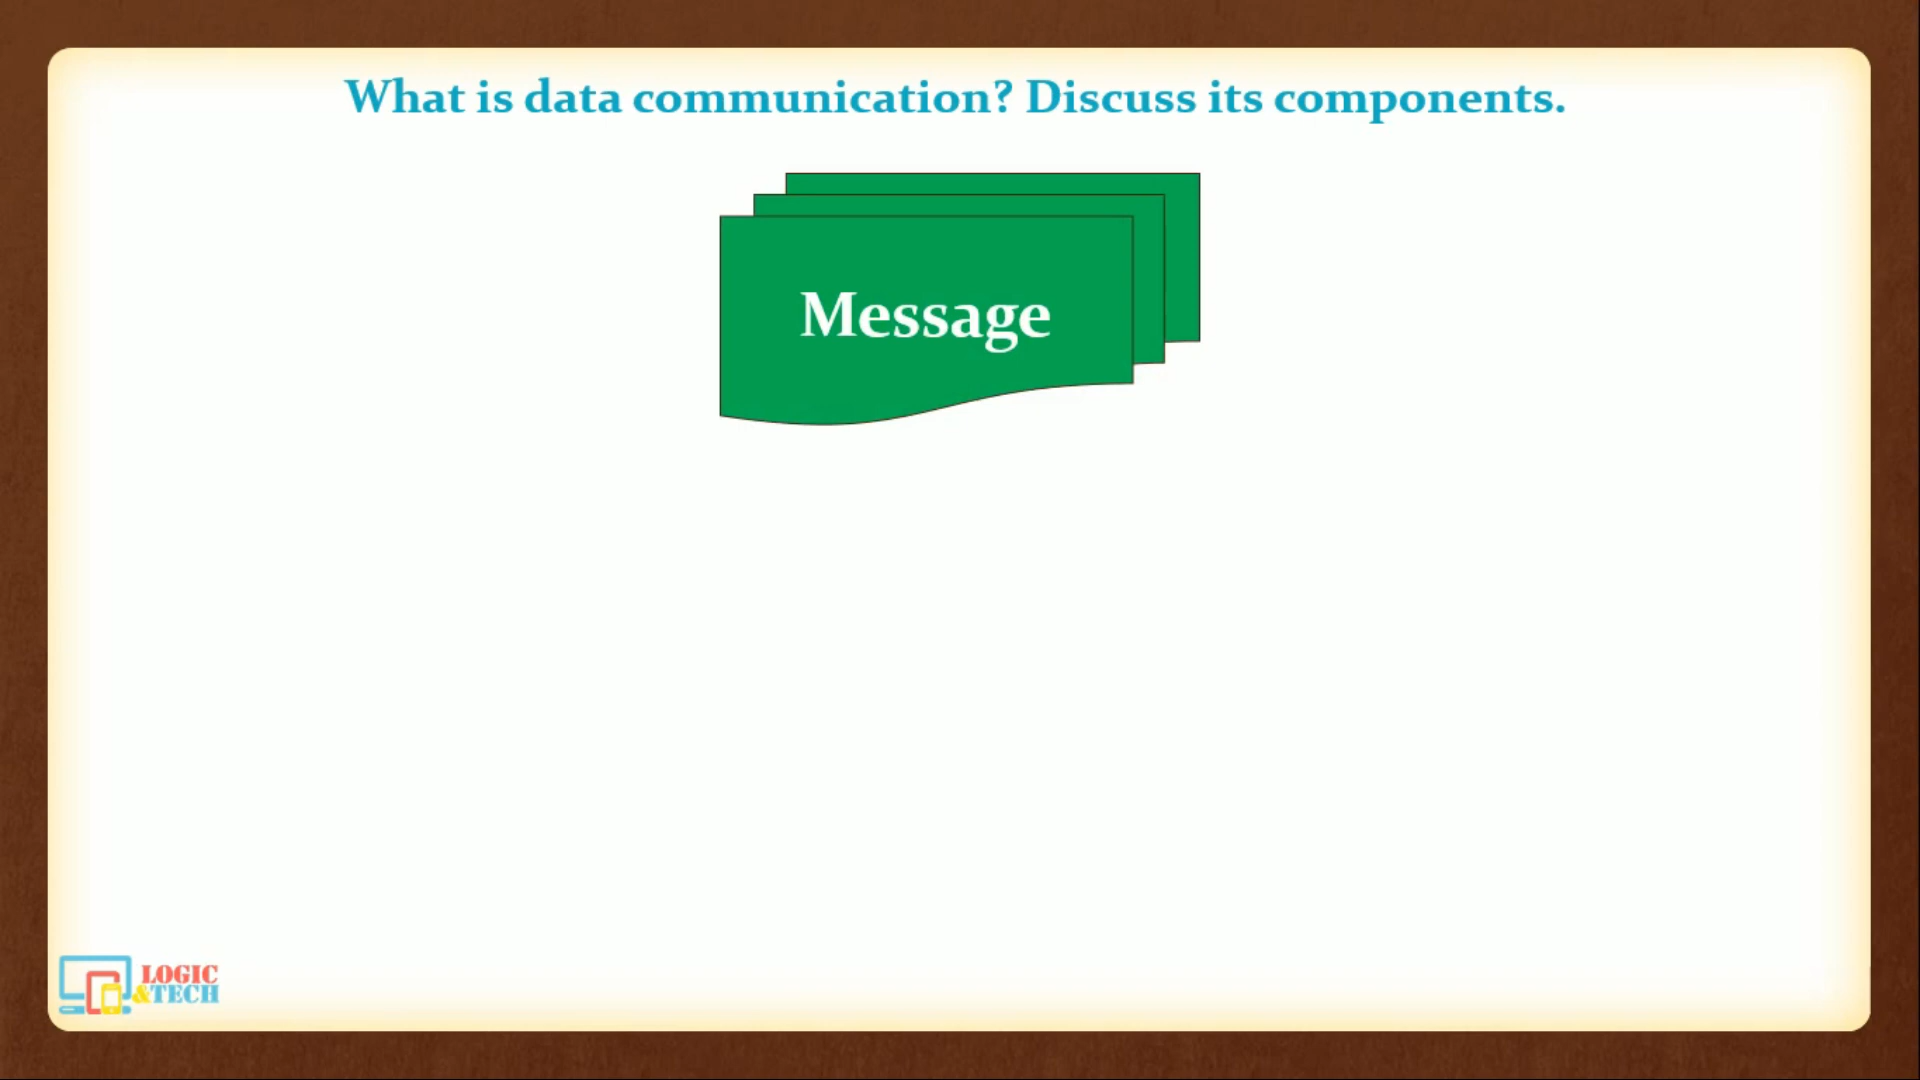 What is data communication? Discuss its components.
Message
LOGIC
&TECH